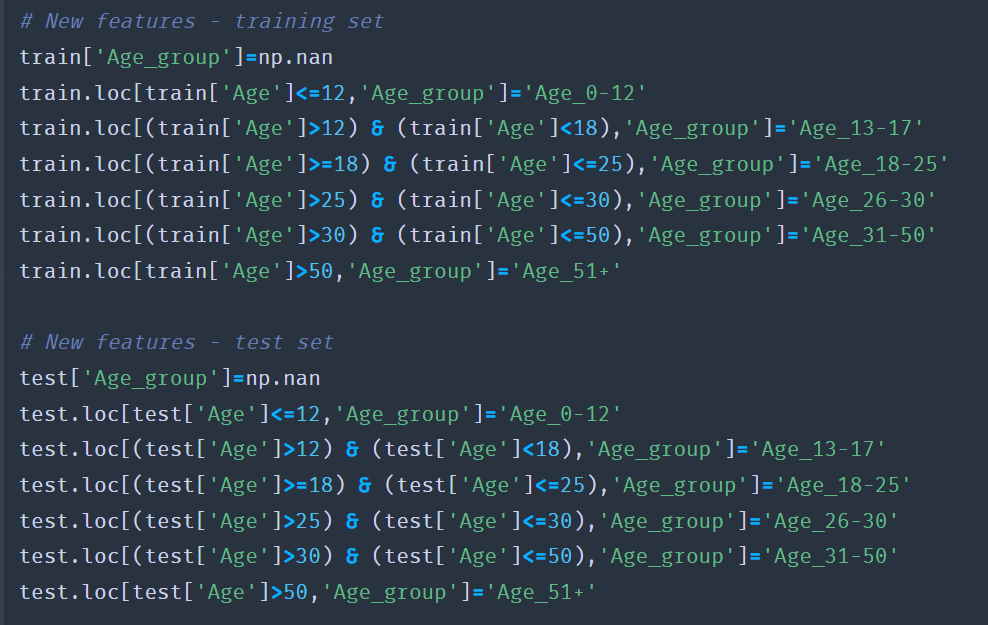 # New features - training set
train['Age_group']=np.nan
train.loc[train['Age']<=12,'Age_group']='Age_0-12'
train.loc[(train['Age']>12) & (train['Age']<18),'Age_group']='Age_13-17'
train.loc[(train['Age']>=18) & (train['Age']<=25),'Age_group']='Age_18-25'
train.loc[(train['Age']>25) & (train['Age']<=30),'Age_group']='Age_26-30'
train.loc[(train['Age']>30) & (train['Age']<=50),'Age_group']='Age_31-50'
train.loc[train['Age']>50,'Age_group']='Age_51+'
# New features - test set
test['Age_group']=np.nan
test.loc[test['Age']<=12,'Age_group']='Age_0-12'
test.loc[(test['Age']>12) & (test['Age']<18),'Age_group']='Age_13-17'
test.loc[(test['Age']>=18) & (test['Age']<=25),'Age_group']='Age_18-25'
test.loc[(test['Age']>25) & (test['Age']<=30),'Age_group']='Age_26-30'
test.loc[(test['Age']>30) & (test['Age']<=50),'Age_group']='Age_31-50'
test.loc[test['Age']>50,'Age_group']='Age_51+'